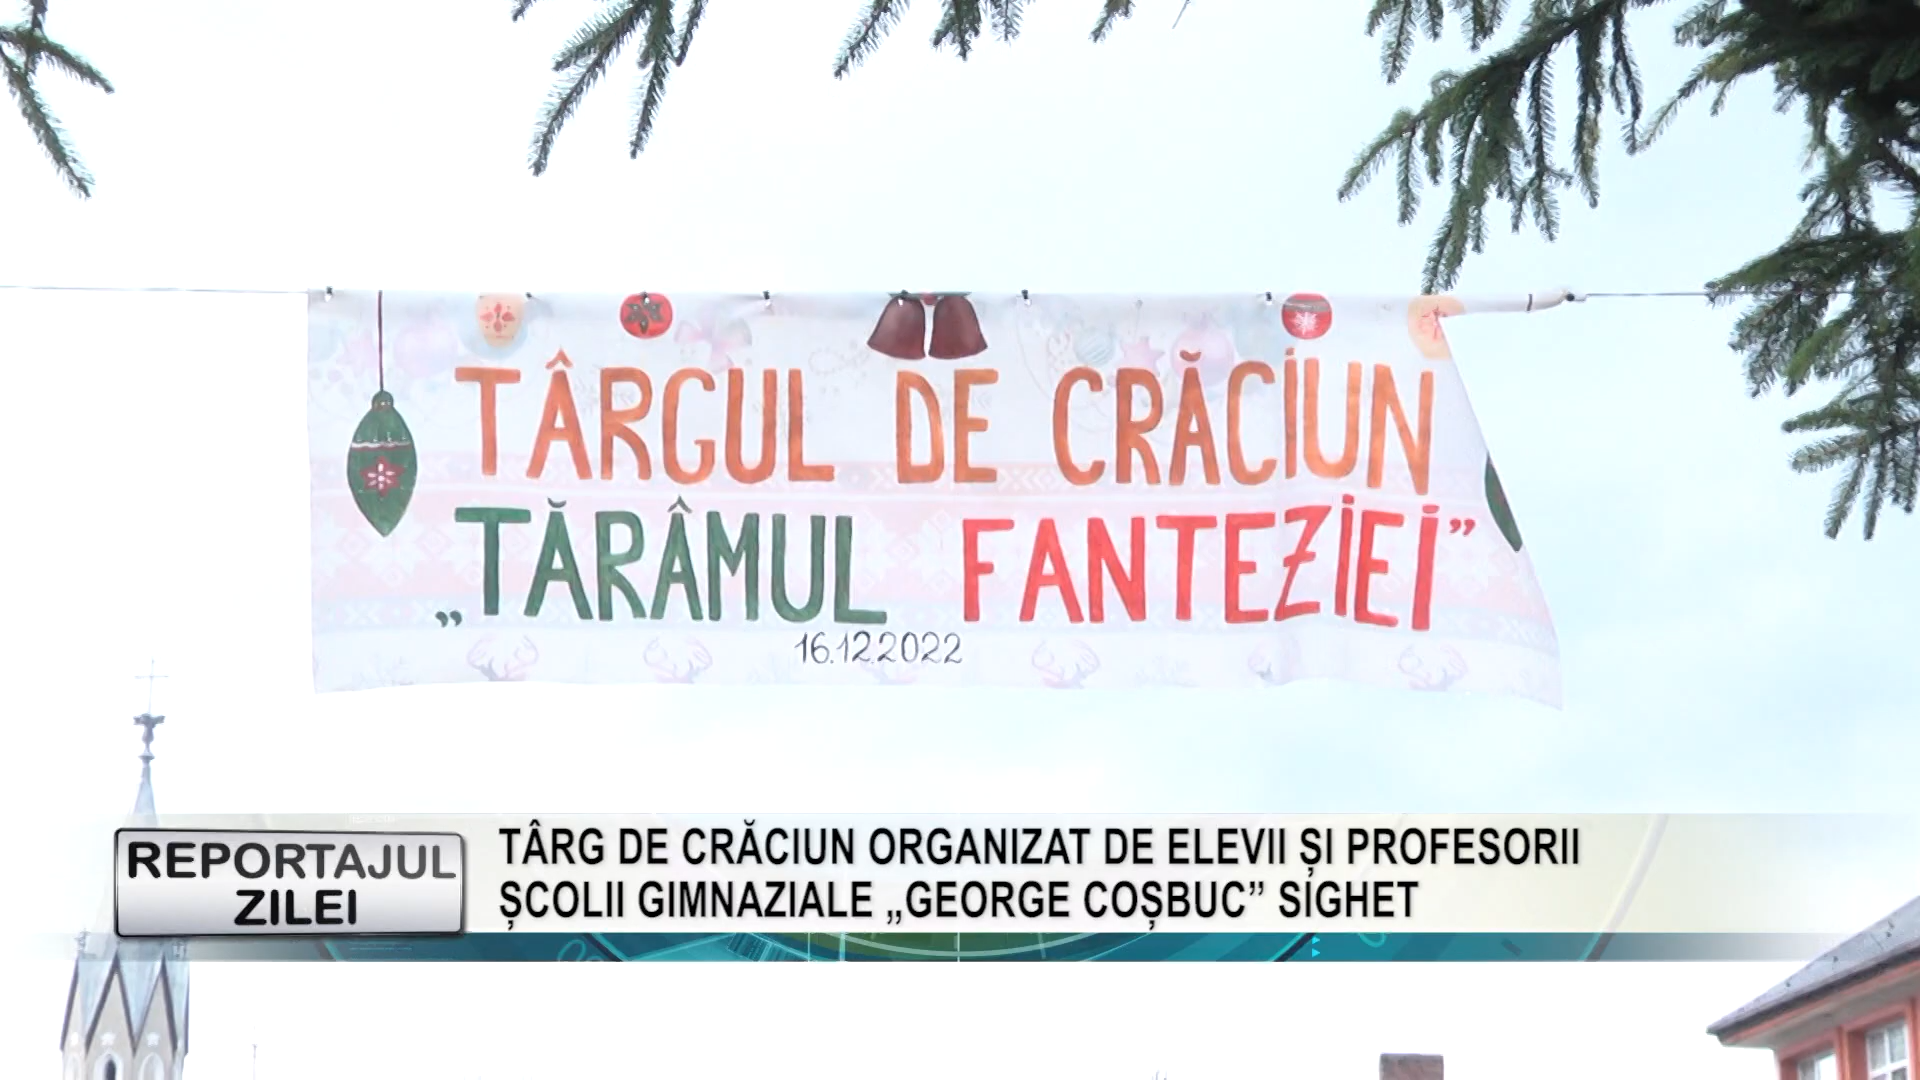 TÂRGUL DE CRĂCIUN
„TĂRÂMUL FANTEZIEI”
16.12.2022
REPORTAJUL
ZILEI
TÂRG DE CRĂCIUN ORGANIZAT DE ELEVII ȘI PROFESORII
ȘCOLII GIMNAZIALE „GEORGE COȘBUC” SIGHET